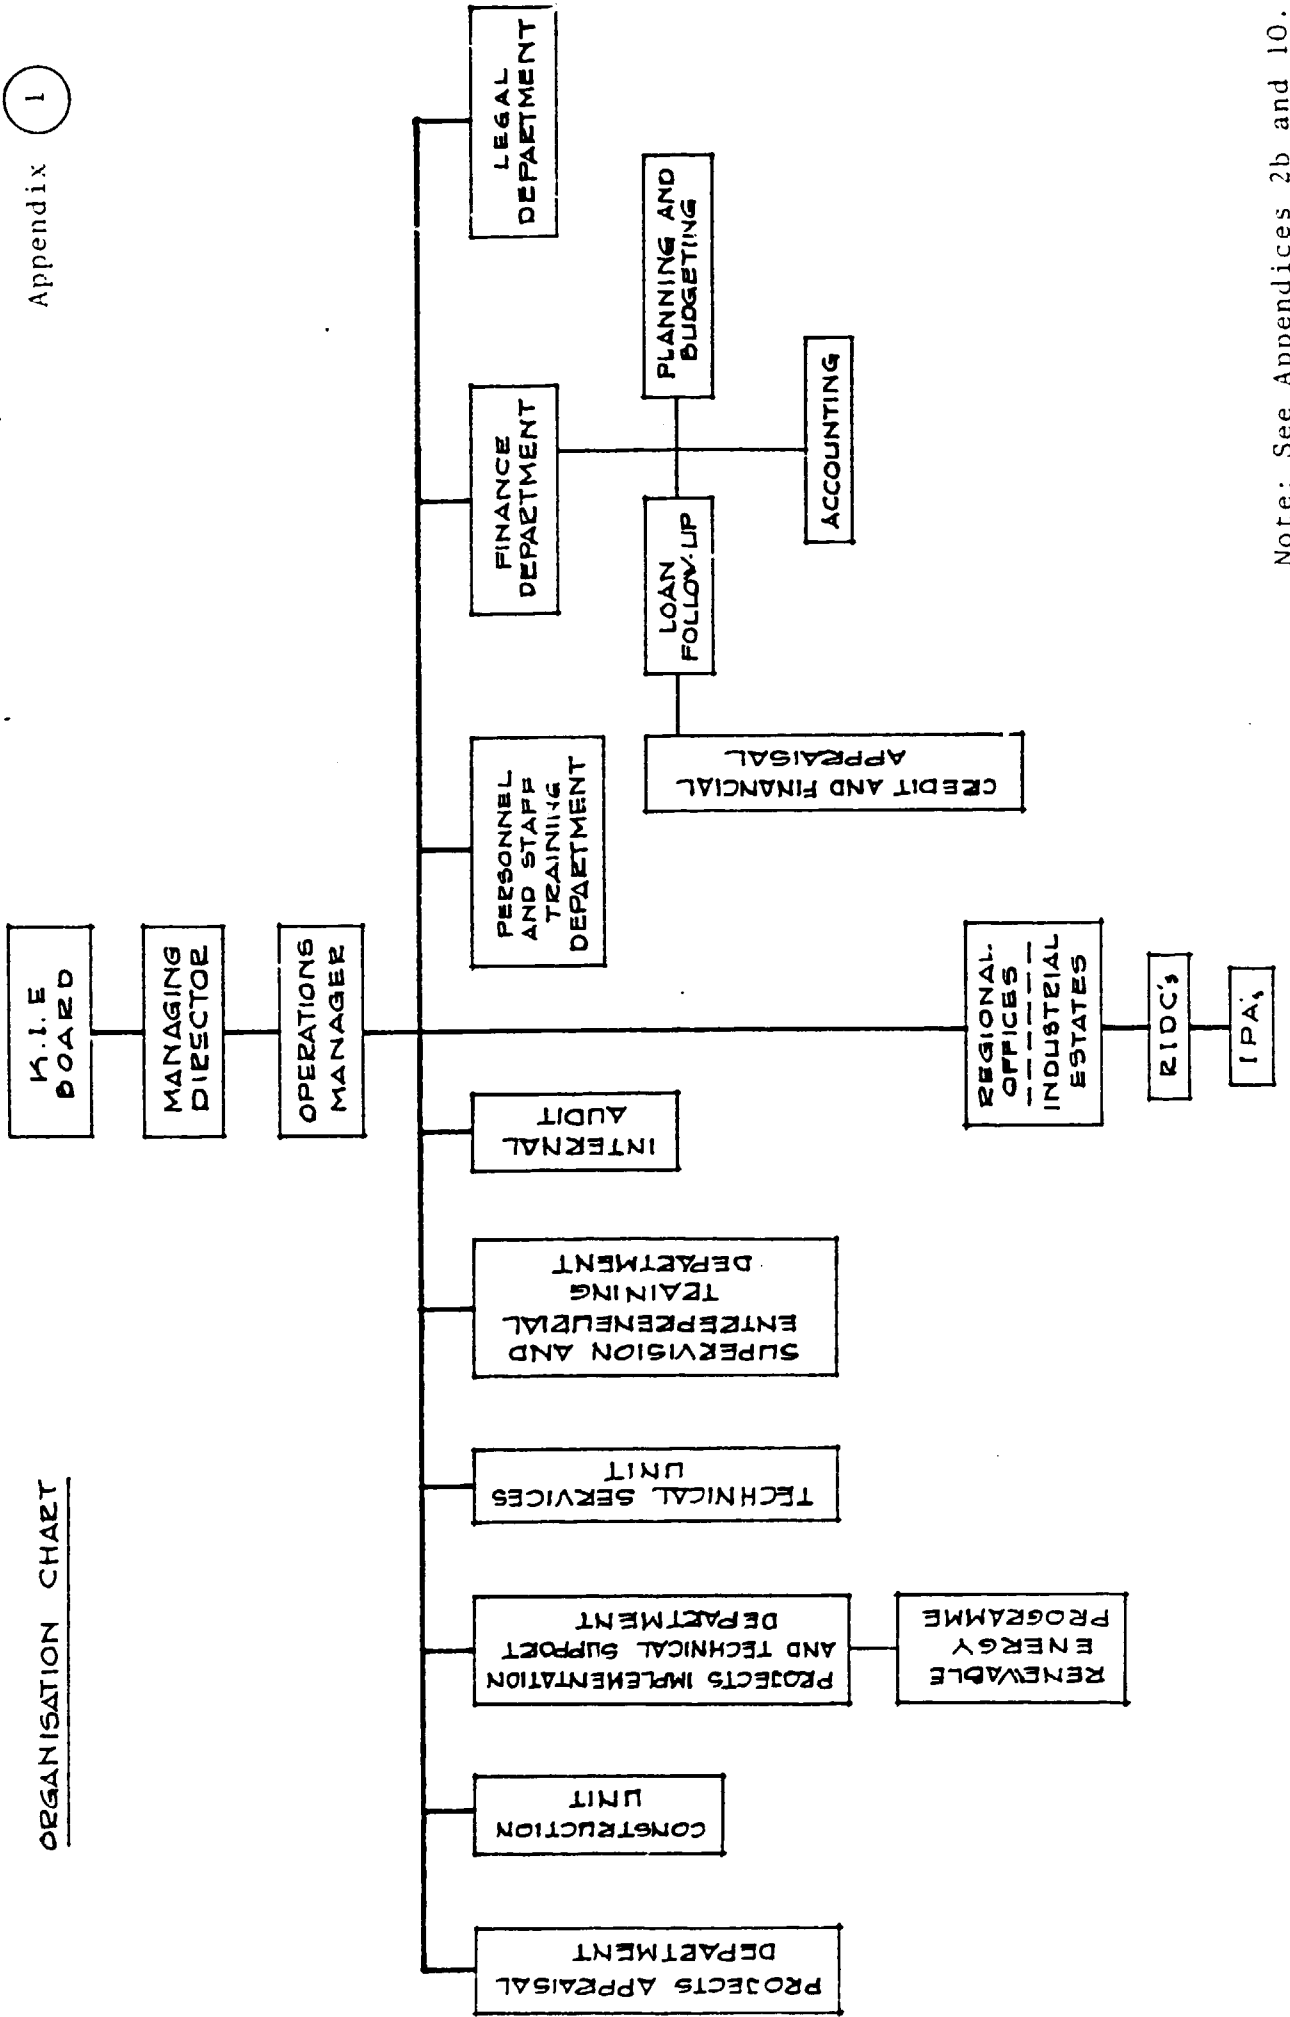 Appendix 1
ORGANISATION CHART
K.I.E
BOARD
MANAGING
DIRECTOR
OPERATIONS
MANAGER
PROJECTS APPRAISAL
DEPARTMENT
CONSTRUCTION
UNIT
PROJECTS IMPLEMENTATION
AND TECHNICAL SUPPORT
DEPARTMENT
RENEWABLE
ENERGY
PROGRAMME
TECHNICAL SERVICES
UNIT
SUPERVISION AND
ENTREPRENEURIAL
TRAINING
DEPARTMENT
INTERNAL
AUDIT
PERSONNEL
AND STAFF
TRAINING
DEPARTMENT
FINANCE
DEPARTMENT
LEGAL
DEPARTMENT
CREDIT AND FINANCIAL
APPRAISAL
LOAN
FOLLOW-UP
PLANNING AND
BUDGETING
ACCOUNTING
REGIONAL
OFFICES
INDUSTRIAL
ESTATES
RIDC's
IPA's
Note: See Appendices 2b and 10.